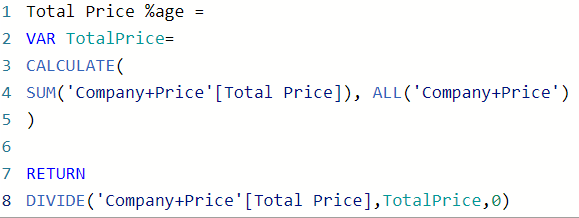 1 Total Price %age =
2 VAR TotalPrice=
3 CALCULATE(
4 SUM('Company+Price'[Total Price]), ALL('Company+Price')
5 )
6
7 RETURN
8 DIVIDE('Company+Price'[Total Price],TotalPrice,0)